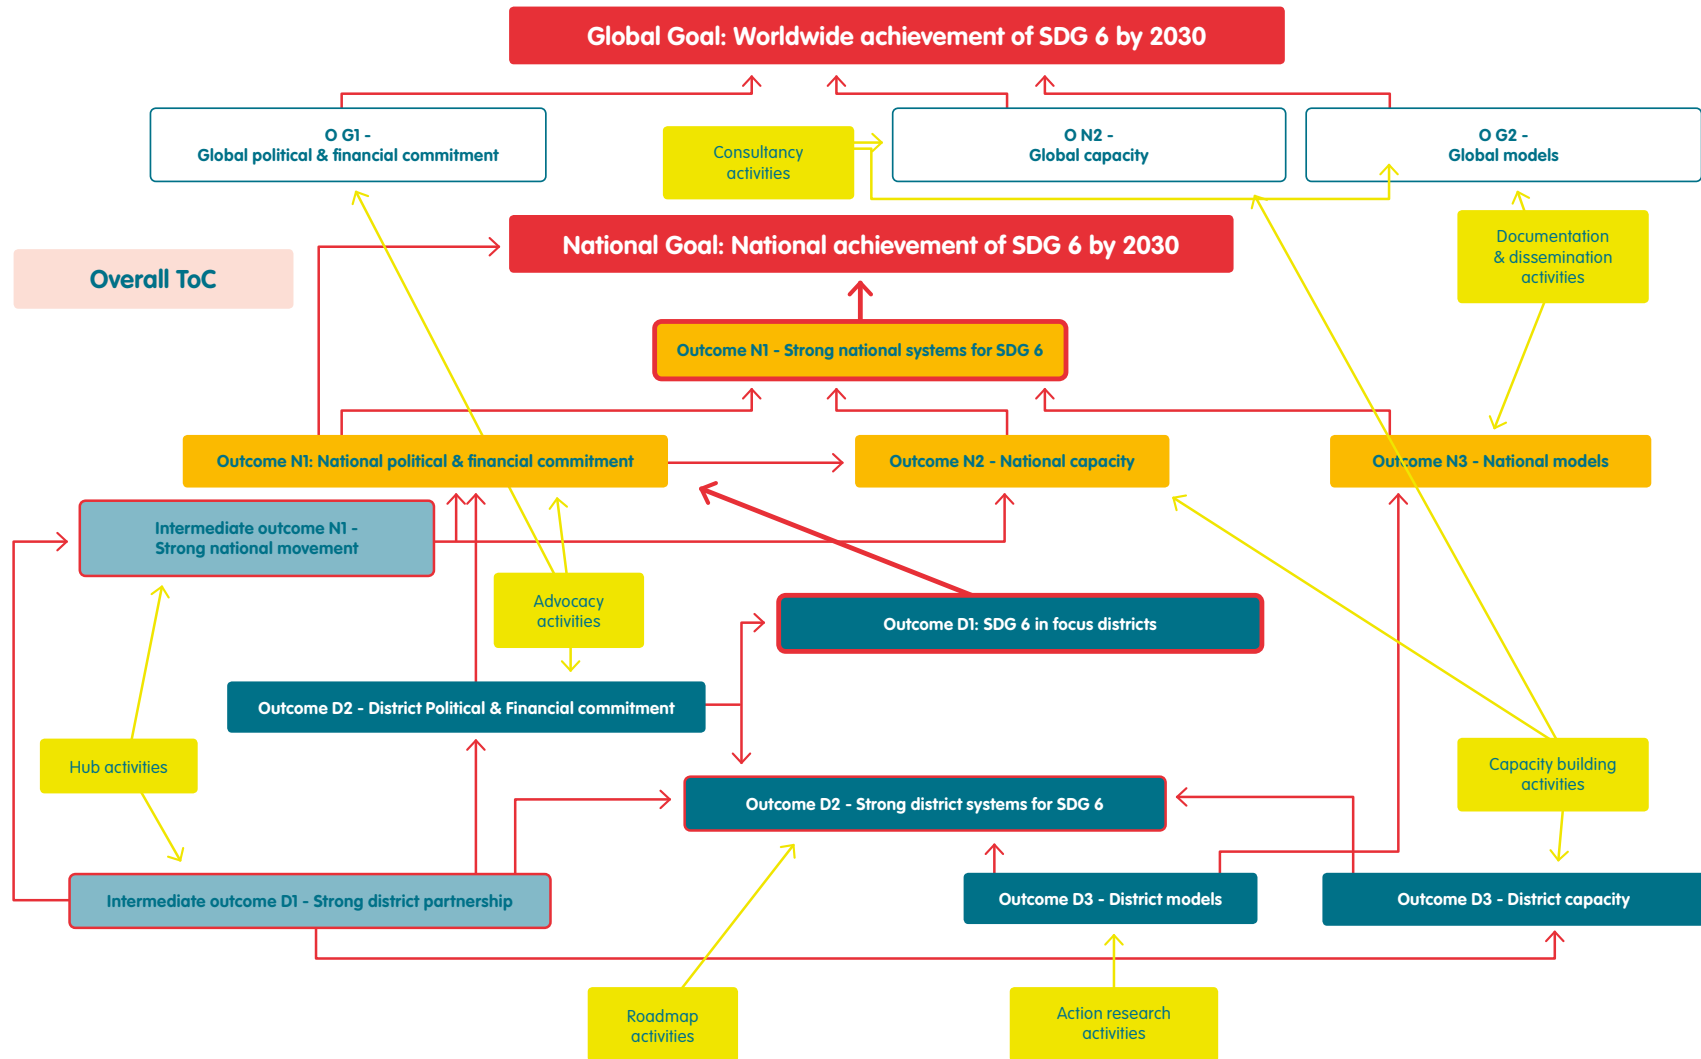 Global Goal: Worldwide achievement of SDG 6 by 2030
O G1 -
Global political & financial commitment
Consultancy
activities
O N2 -
Global capacity
O G2 -
Global models
National Goal: National achievement of SDG 6 by 2030
Documentation
& dissemination
activities
Overall ToC
Outcome N1 - Strong national systems for SDG 6
Outcome N1: National political & financial commitment
Outcome N2 - National capacity
Outcome N3 - National models
Intermediate outcome N1 -
Strong national movement
Advocacy
activities
Outcome D1: SDG 6 in focus districts
Outcome D2 - District Political & Financial commitment
Hub activities
Capacity building
activities
Outcome D2 - Strong district systems for SDG 6
Intermediate outcome D1 - Strong district partnership
Outcome D3 - District models
Outcome D3 - District capacity
Roadmap
activities
Action research
activities